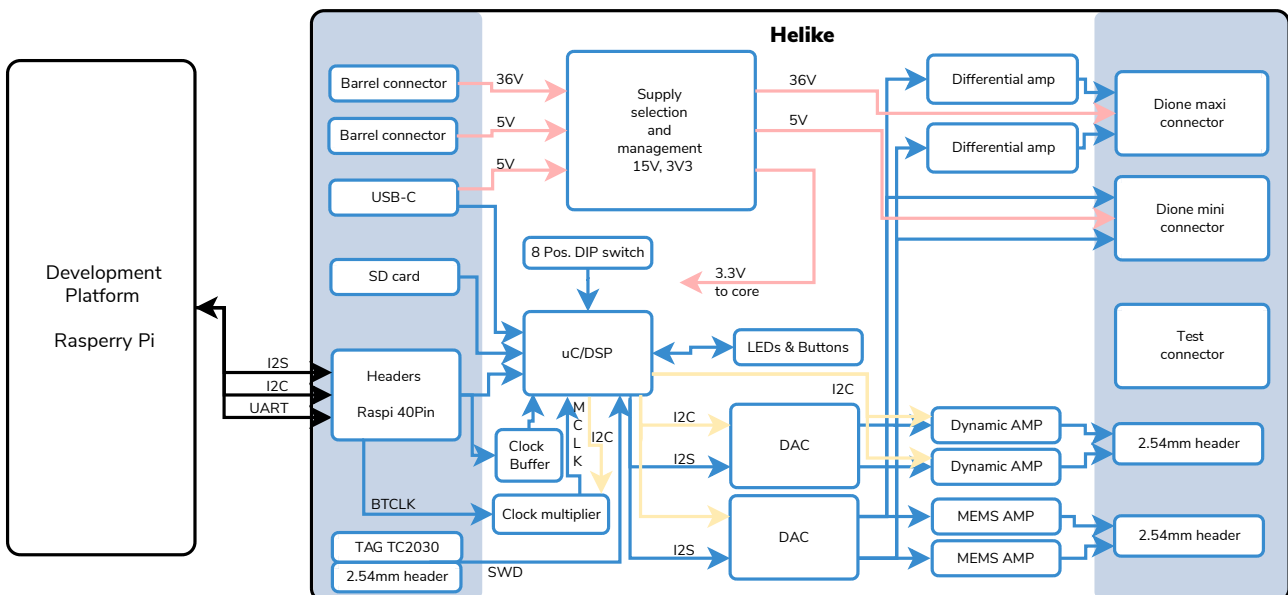 Helike
Development
Platform
Rasperry Pi
I2S
I2C
UART
Barrel connector
Barrel connector
USB-C
SD card
Headers
Raspi 40Pin
TAG TC2030
2.54mm header
36V
5V
5V
Supply
selection
and
management
15V, 3V3
36V
5V
3.3V
to core
8 Pos. DIP switch
uC/DSP
LEDs & Buttons
Clock
Buffer
M
C
L
K
I2C
BTCLK
Clock multiplier
SWD
I2C
I2S
DAC
I2S
DAC
I2C
Differential amp
Differential amp
Dynamic AMP
Dynamic AMP
MEMS AMP
MEMS AMP
Dione maxi
connector
Dione mini
connector
Test
connector
2.54mm header
2.54mm header